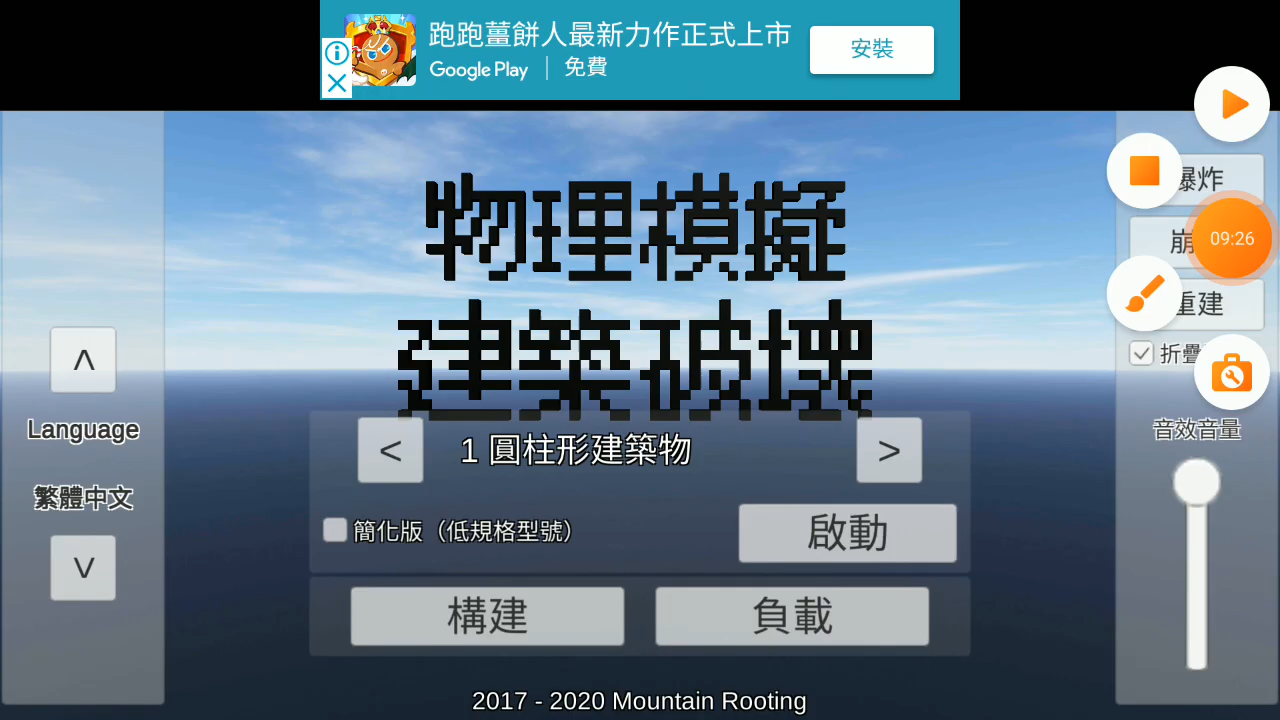 跑跑薑餅人最新力作正式上市
Google Play
免費
安裝
物理模擬
建築破壞
爆炸
崩
09:26
重建
折疊
音效音量
^
Language
繁體中文
V
<
1 圓柱形建築物
>
簡化版（低規格型號）
啟動
構建
負載
2017 - 2020 Mountain Rooting